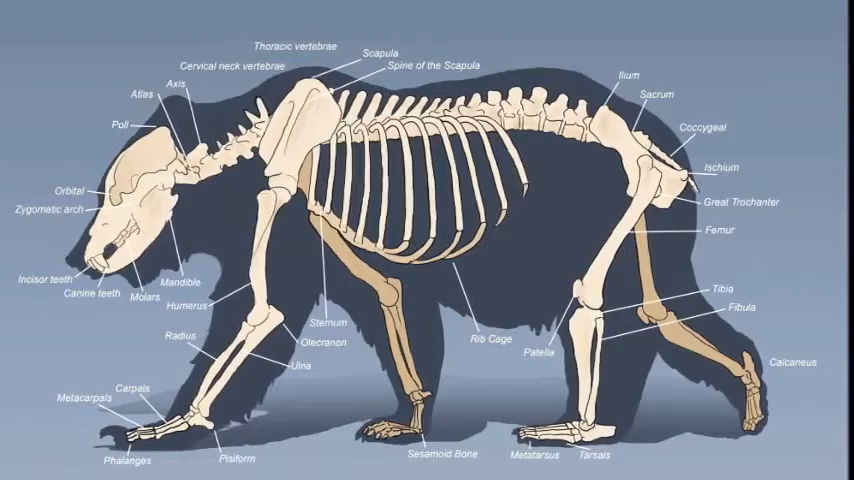 Thoracic vertebrae
Scapula
Cervical neck vertebrae
Spine of the Scapula
Ilium
Axis
Atlas
Sacrum
Poll
Coccygeal
Ischium
Orbital
Great Trochanter
Zygomatic arch
Femur
Incisor teeth
Canine teeth
Molars
Mandible
Humerus
Tibia
Fibula
Sternum
Olecranon
Rib Cage
Patella
Radius
Ulna
Calcaneus
Carpals
Metacarpals
Phalanges
Pisiform
Sesamoid Bone
Metatarsus
Tarsals